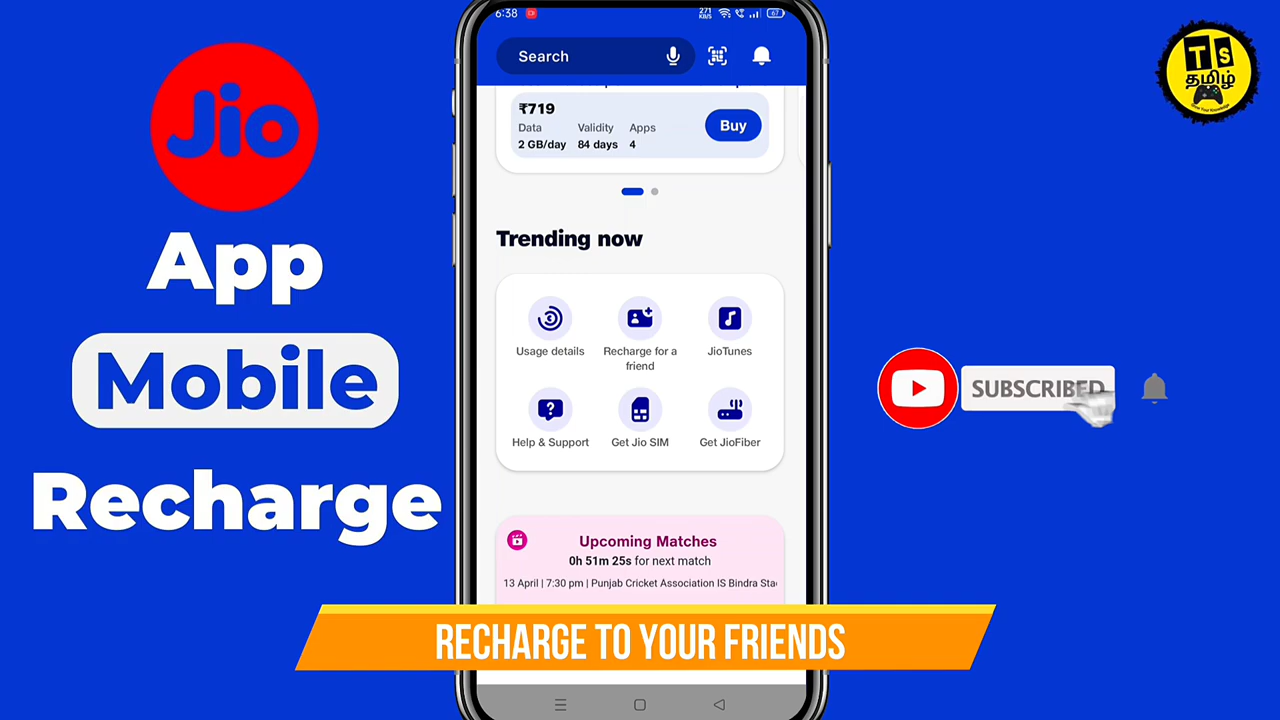 Jio
App
Mobile
Recharge
6:38
271
KB/S
67
Search
₹719
Data
Validity
Apps
2 GB/day
84 days
4
Buy
Trending now
Usage details
Recharge for a
friend
JioTunes
Help & Support
Get Jio SIM
Get JioFiber
Upcoming Matches
0h 51m 25s for next match
13 April | 7:30 pm | Punjab Cricket Association IS Bindra
RECHARGE TO YOUR FRIENDS
Ts
தமிழ்
SUBSCRIBED